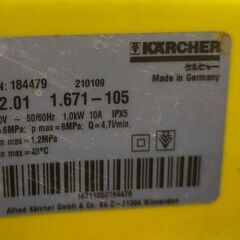 KÄRCHER
ケルヒャー
N: 184479 210109 Made in Germany
2.01 1.671-105
0V ~ 60/60Hz 1,0kW 10A IPX5
=6MPa; p max=8MPa; Q=4,7l/min.
n max=1,2MPa
max=40°C
16711050184479
Alfred Kärcher GmbH & Co. KG D-71364 Winnenden